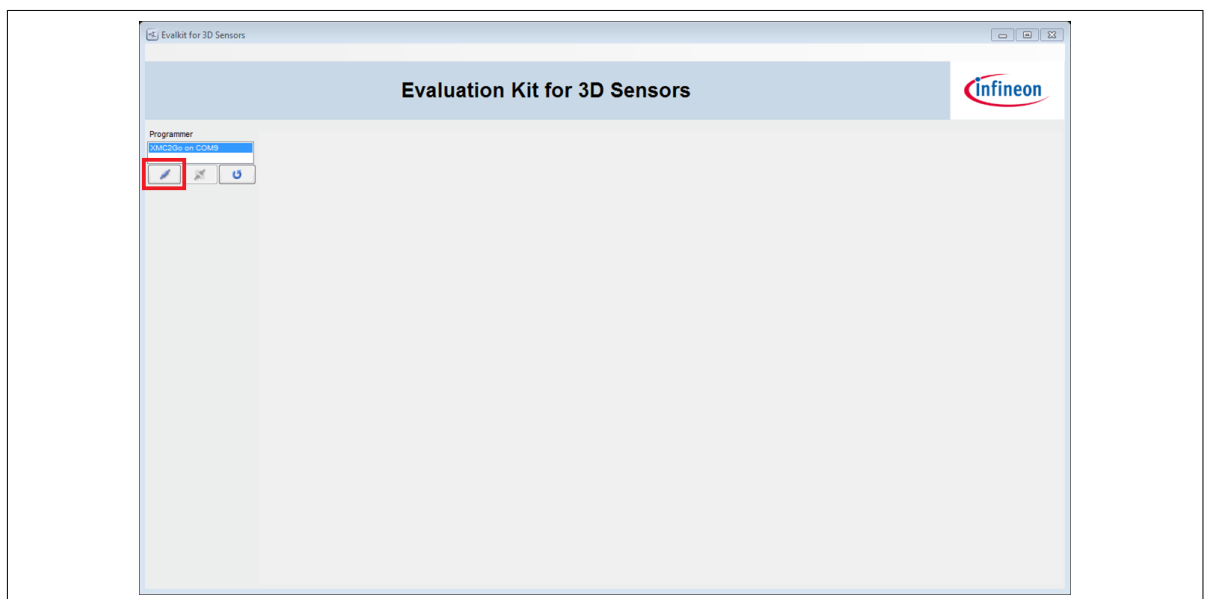 Evalkit for 3D Sensors
Evaluation Kit for 3D Sensors
infineon
Programmer
XMC2Go on COM9